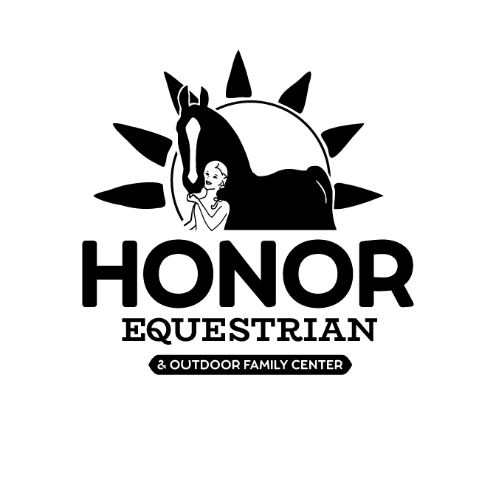 HONOR
EQUESTRIAN
& OUTDOOR FAMILY CENTER